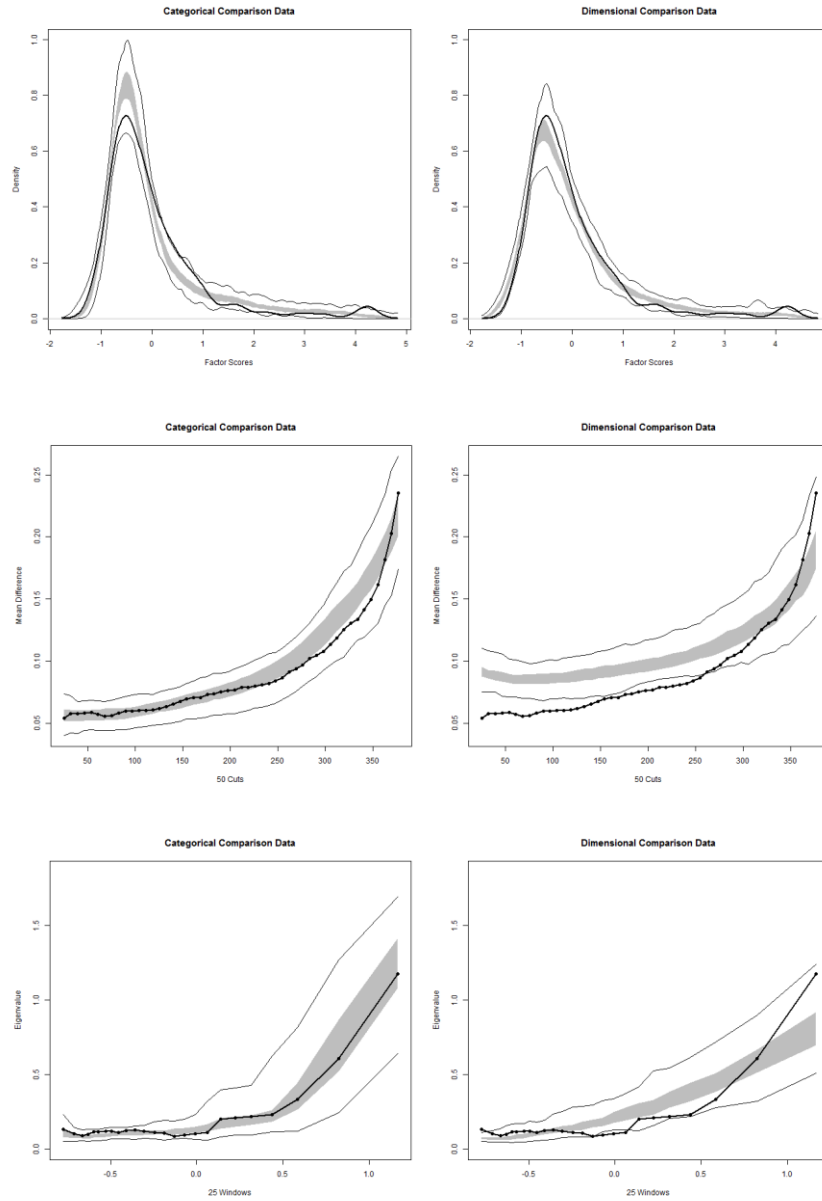 Categorical Comparison Data
Density
0.0 0.2 0.4 0.6 0.8 1.0
-2 -1 0 1 2 3 4 5
Factor Scores
Dimensional Comparison Data
Density
0.0 0.2 0.4 0.6 0.8 1.0
-2 -1 0 1 2 3 4
Factor Scores
Categorical Comparison Data
Mean Difference
0.05 0.10 0.15 0.20 0.25
50 100 150 200 250 300 350
50 Cuts
Dimensional Comparison Data
Mean Difference
0.05 0.10 0.15 0.20 0.25
50 100 150 200 250 300 350
50 Cuts
Categorical Comparison Data
Eigenvalue
0.0 0.5 1.0 1.5
-0.5 0.0 0.5 1.0
25 Windows
Dimensional Comparison Data
Eigenvalue
0.0 0.5 1.0 1.5
-0.5 0.0 0.5 1.0
25 Windows